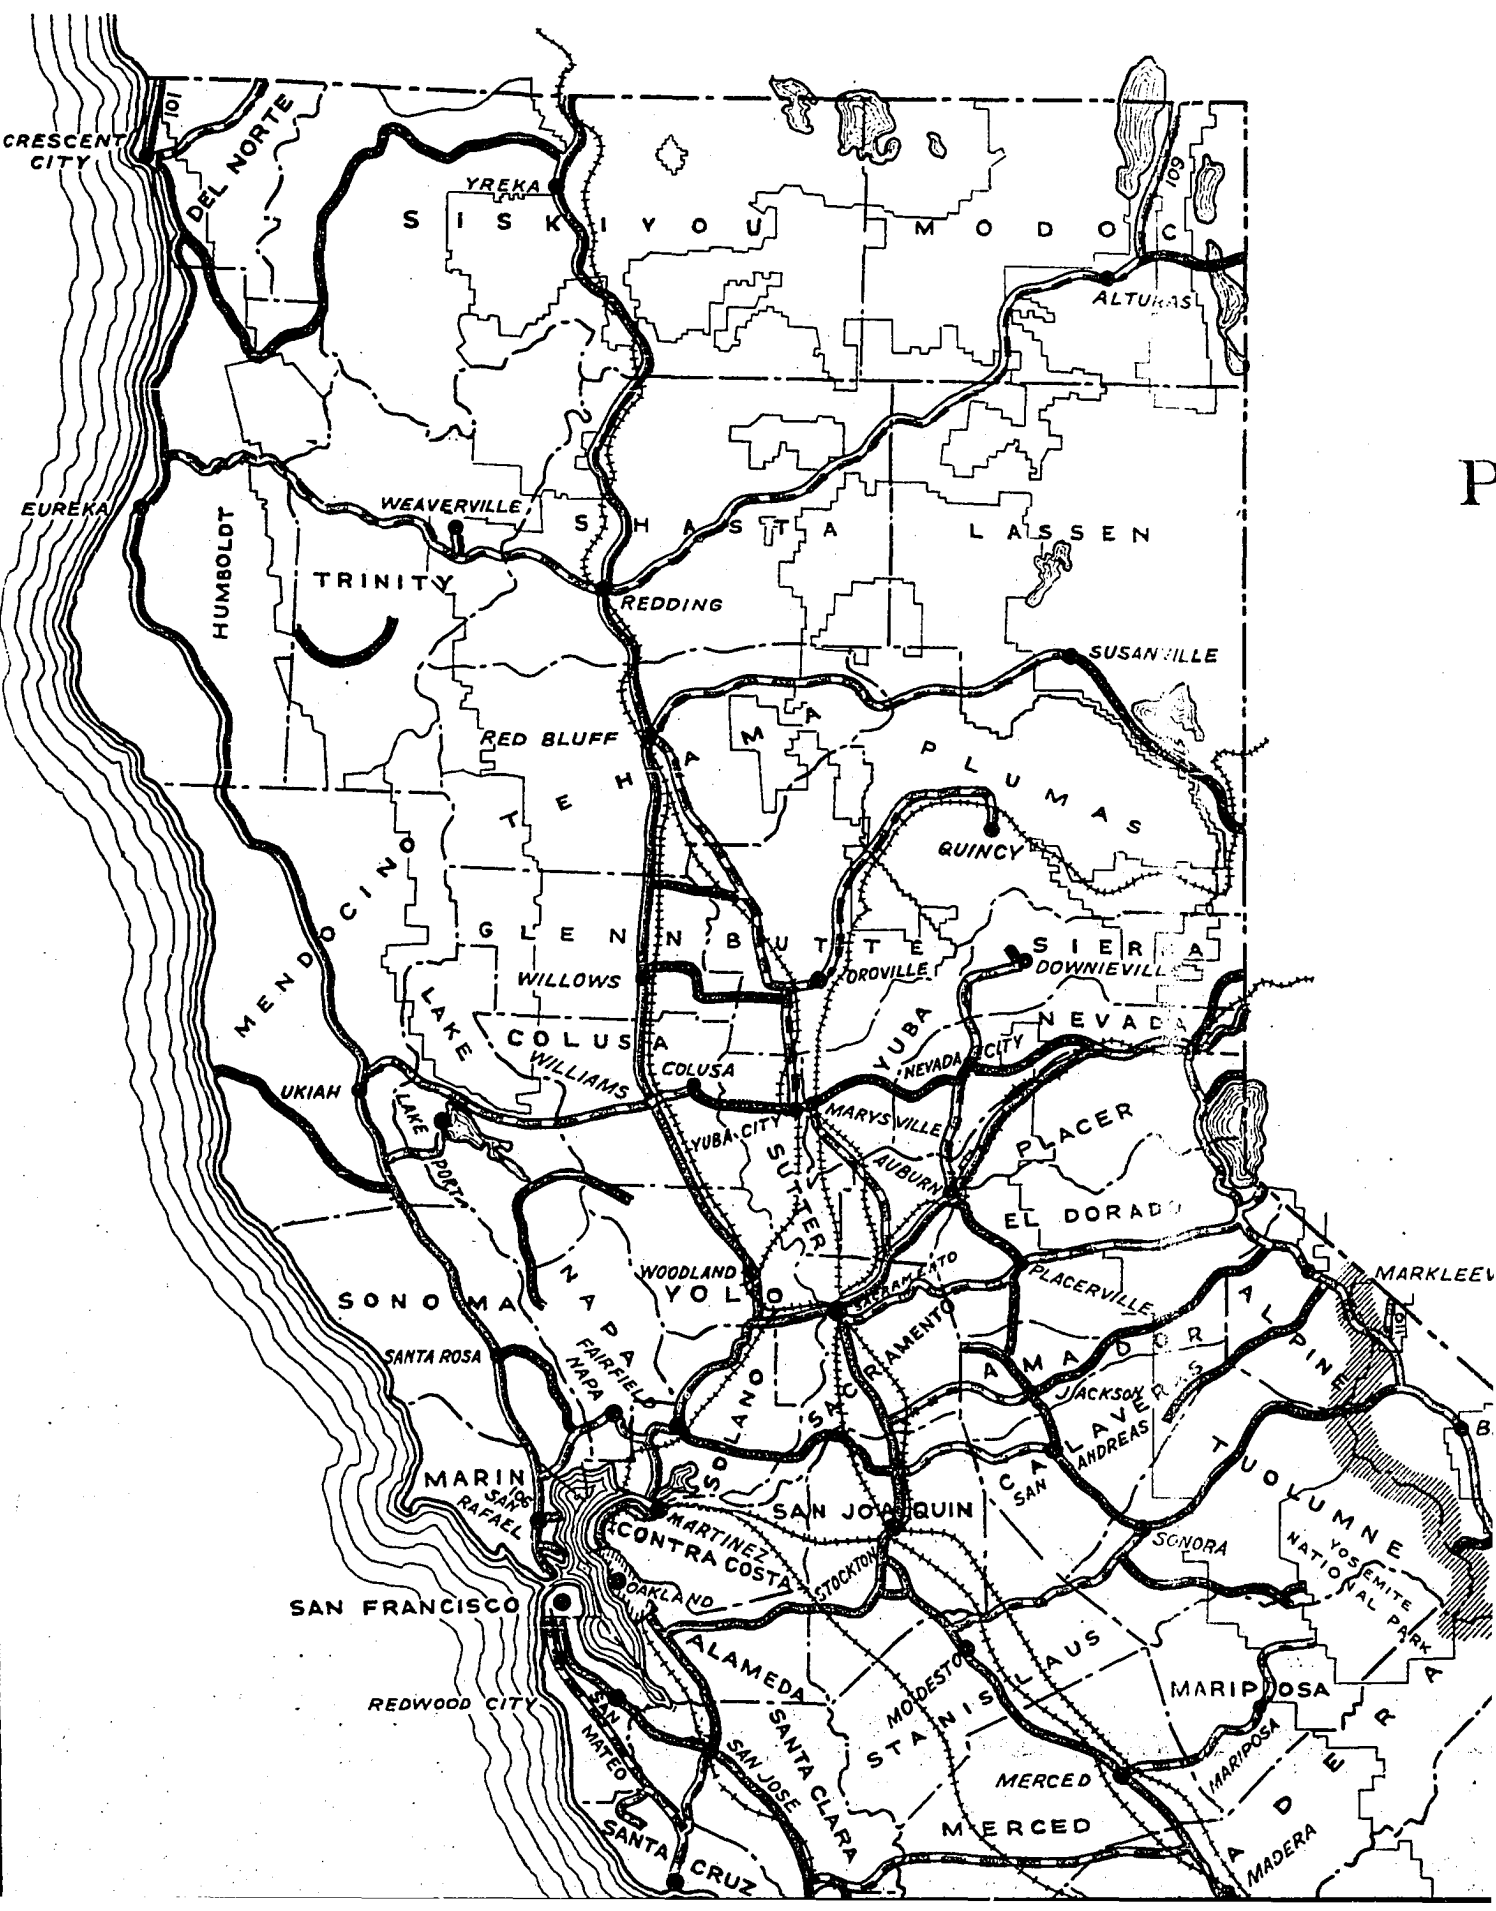 101
CRESCENT
CITY
DEL NORTE
YREKA
SISKIYOU
MODOC
109
ALTURAS
P
EUREKA
HUMBOLDT
WEAVERVILLE
TRINITY
SHASTA
LASSEN
REDDING
SUSANVILLE
RED BLUFF
TEHAMA
PLUMAS
QUINCY
MENDOCINO
GLENN
BUTTE
SIERRA
DOWNIEVILL
WILLOWS
OROVILLE
LAKE
COLUSA
YUBA
NEVADA
WILLIAMS
COLUSA
NEVADA CITY
UKIAH
LAKE
PORT
YUBA CITY
MARYSVILLE
SUTTER
AUBURN
PLACER
EL DORADO
WOODLAND
YOLO
SACRAMENTO
PLACERVILLE
MARKLEEV
SONOMA
NAPA
ALPINE
SANTA ROSA
FAIRFIELD
NAPA
SOLANO
SACRAMENTO
AMADOR
JACKSON
CALAVERAS
SAN
ANDREAS
B
TUOLUMNE
MARIN
106
SAN
RAFAEL
MARTINEZ
CONTRA COSTA
SAN JOAQUIN
STOCKTON
SONORA
YOSEMITE
NATIONAL PARK
SAN FRANCISCO
OAKLAND
ALAMEDA
MODESTO
STANISLAUS
MARIPOSA
MARIPOSA
REDWOOD CITY
SAN
MATEO
SAN JOSE
SANTA CLARA
MERCED
MERCED
MADERA
MADERA
SANTA CRUZ